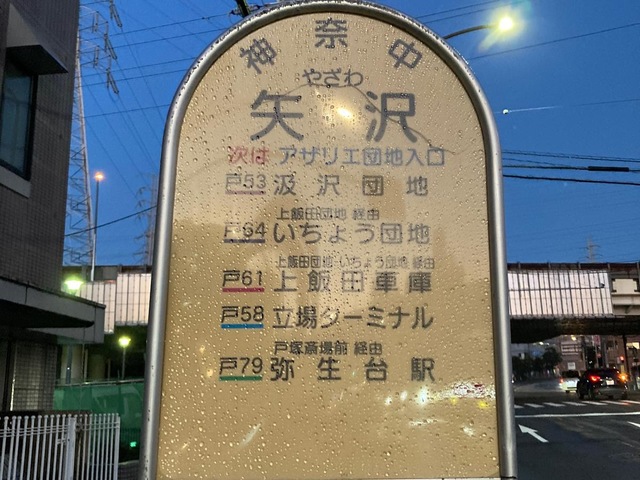 神奈中
やざわ
矢沢
次は アザリエ団地入口
戸53 汲沢団地
上飯田団地 経由
戸64 いちょう団地
上飯田団地・いちょう団地 経由
戸61 上飯田車庫
戸58 立場ターミナル
戸塚斎場前 経由
戸79 弥生台駅